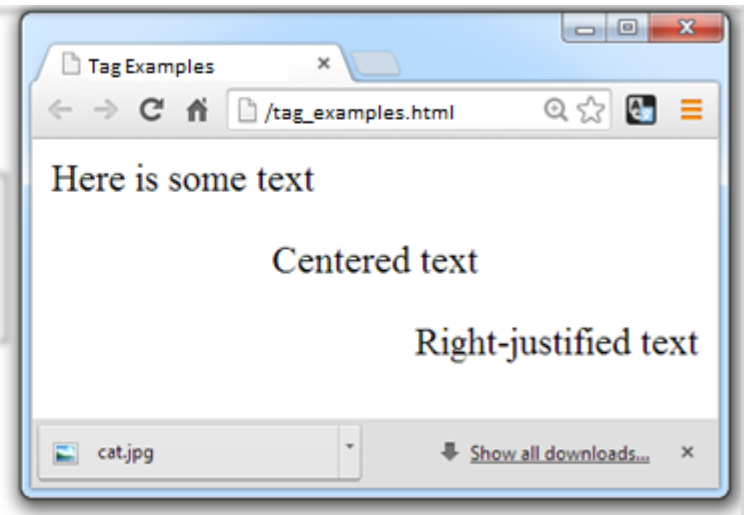 Tag Examples
/tag_examples.html
Here is some text
Centered text
Right-justified text
cat.jpg
Show all downloads...